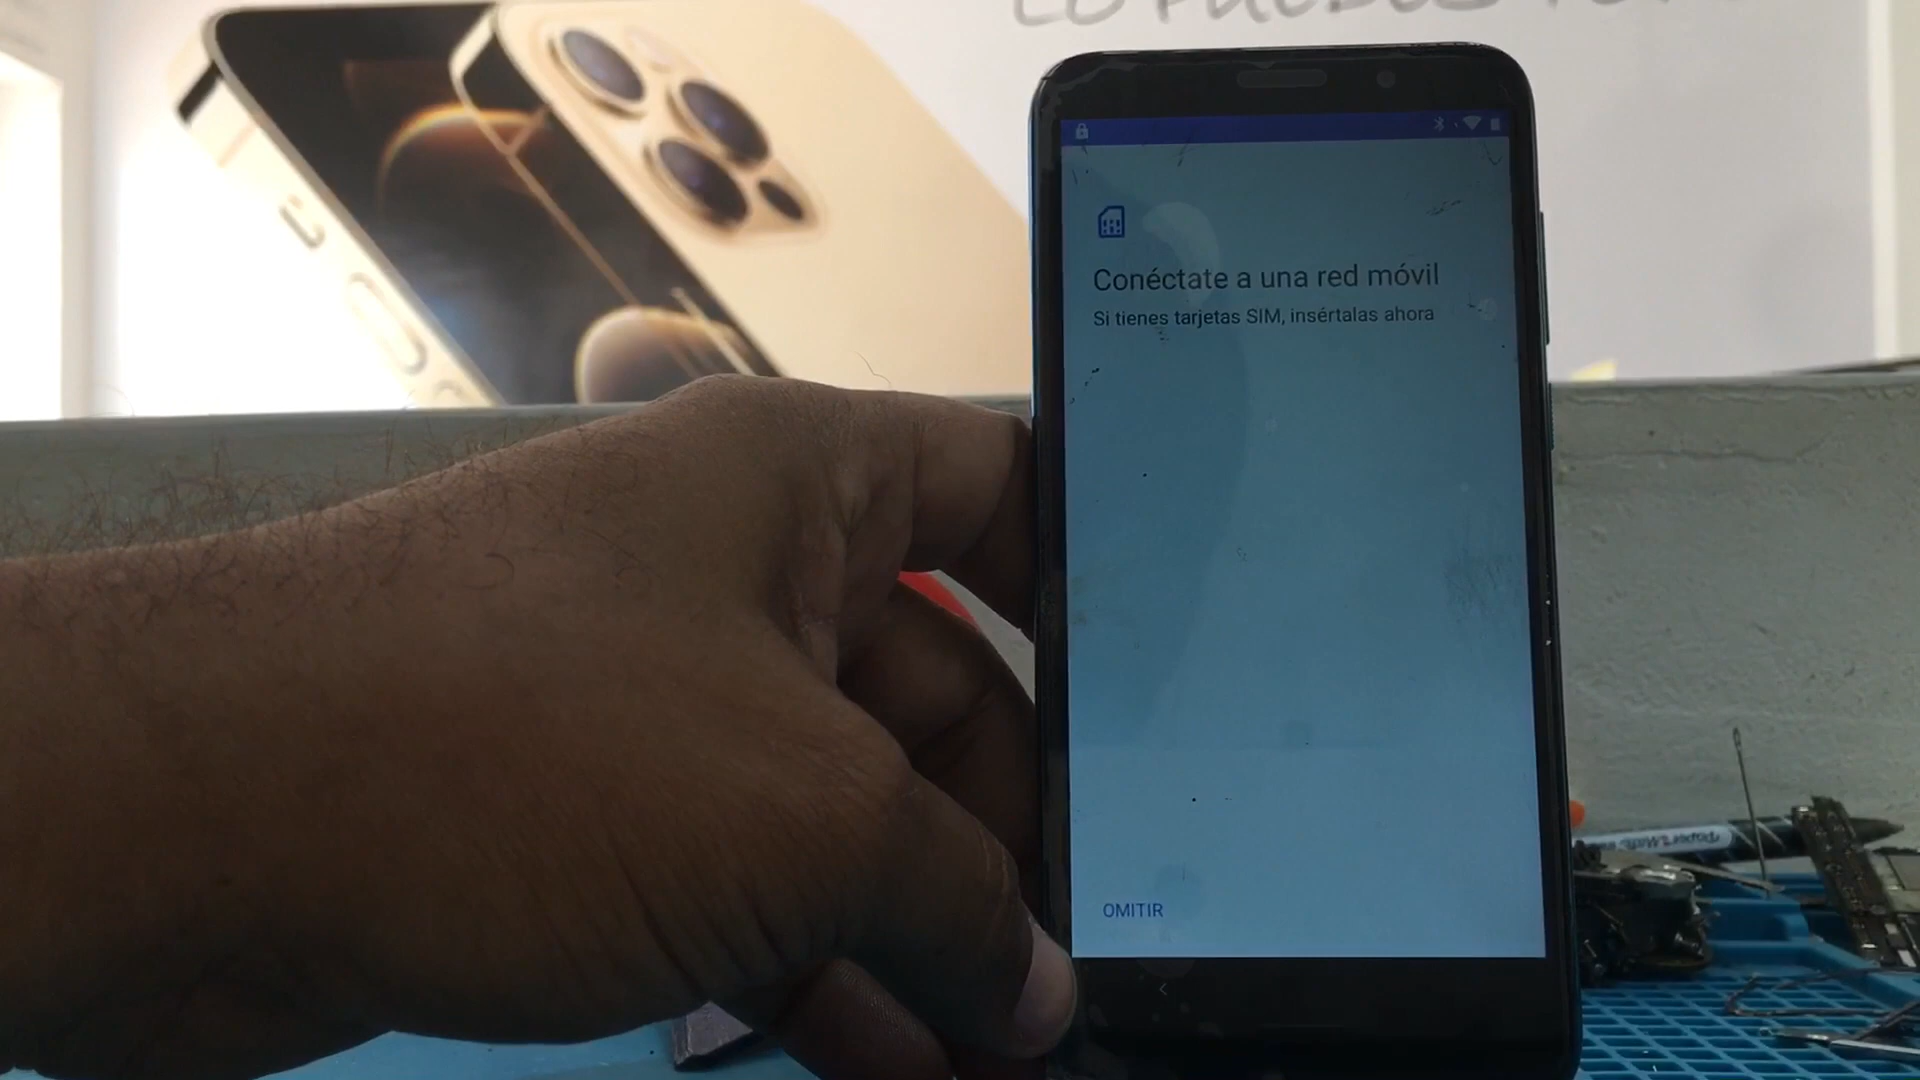 Conéctate a una red móvil
Si tienes tarjetas SIM, insértalas ahora
OMITIR